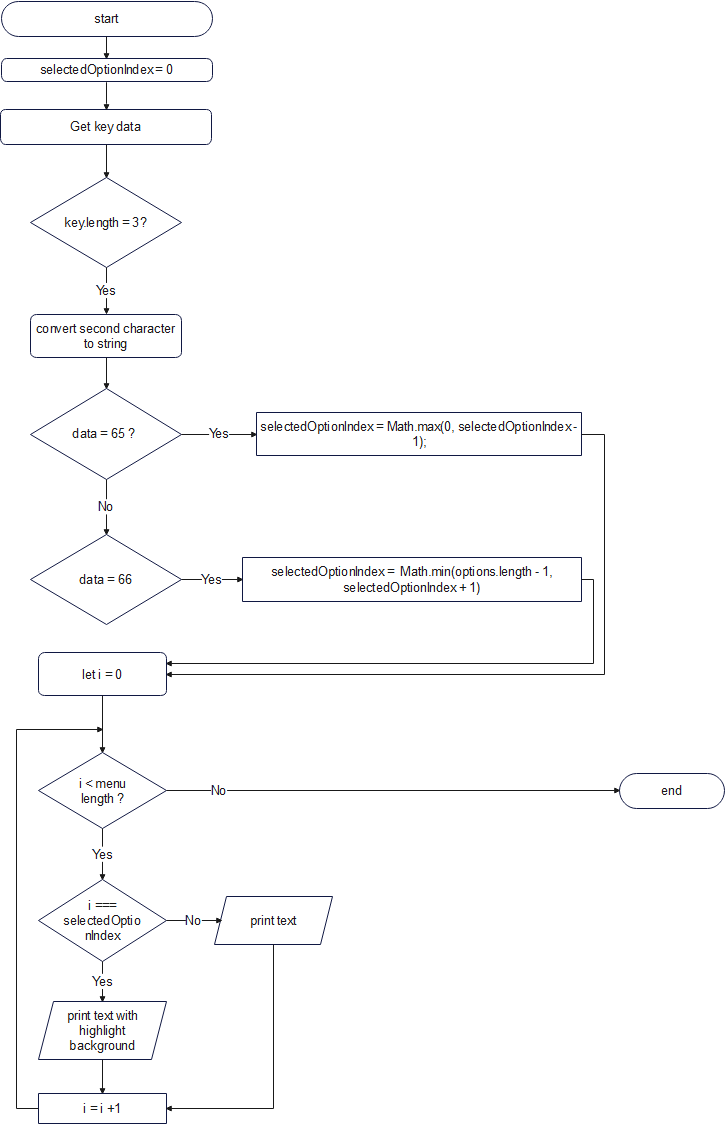 start
selectedOptionIndex = 0
Get key data
key.length = 3?
Yes
convert second character
to string
data = 65 ?
Yes
selectedOptionIndex = Math.max(0, selectedOptionIndex -
1);
No
data = 66
Yes
selectedOptionIndex = Math.min(options.length - 1,
selectedOptionIndex + 1)
let i = 0
i < menu
length ?
No
end
Yes
i ===
selectedOptio
nIndex
No
print text
Yes
print text with
highlight
background
i = i +1